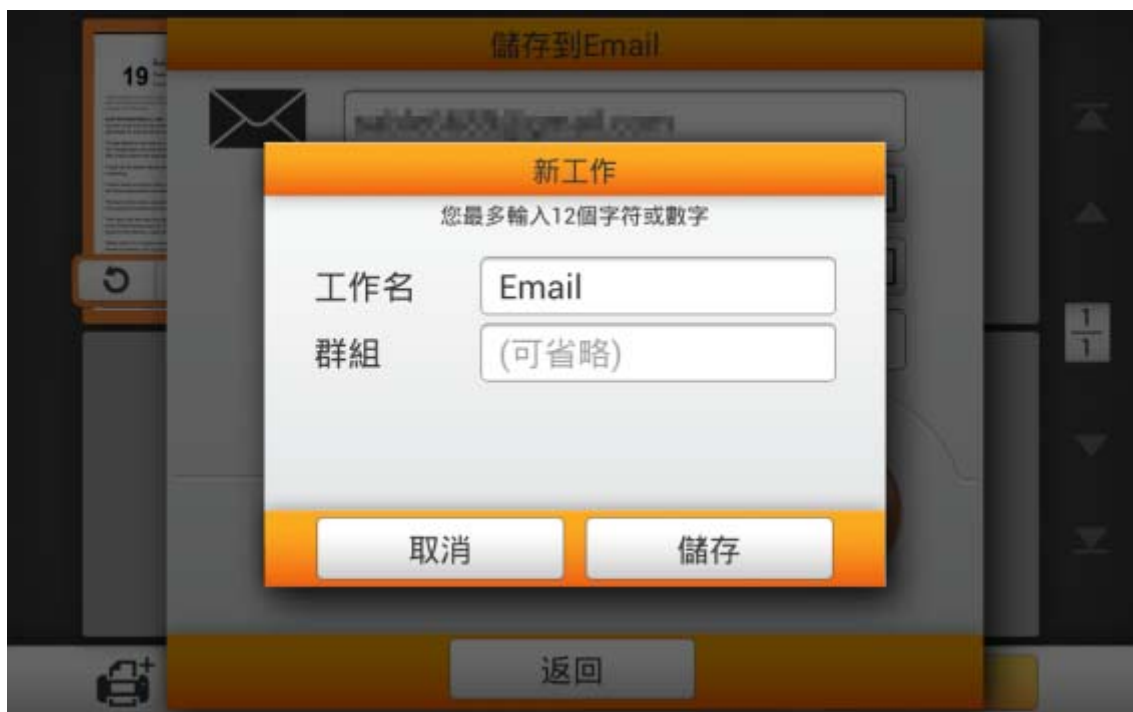 儲存到Email
19
新工作
您最多輸入12個字符或數字
工作名 Email
群組 (可省略)
1
1
取消 儲存
返回